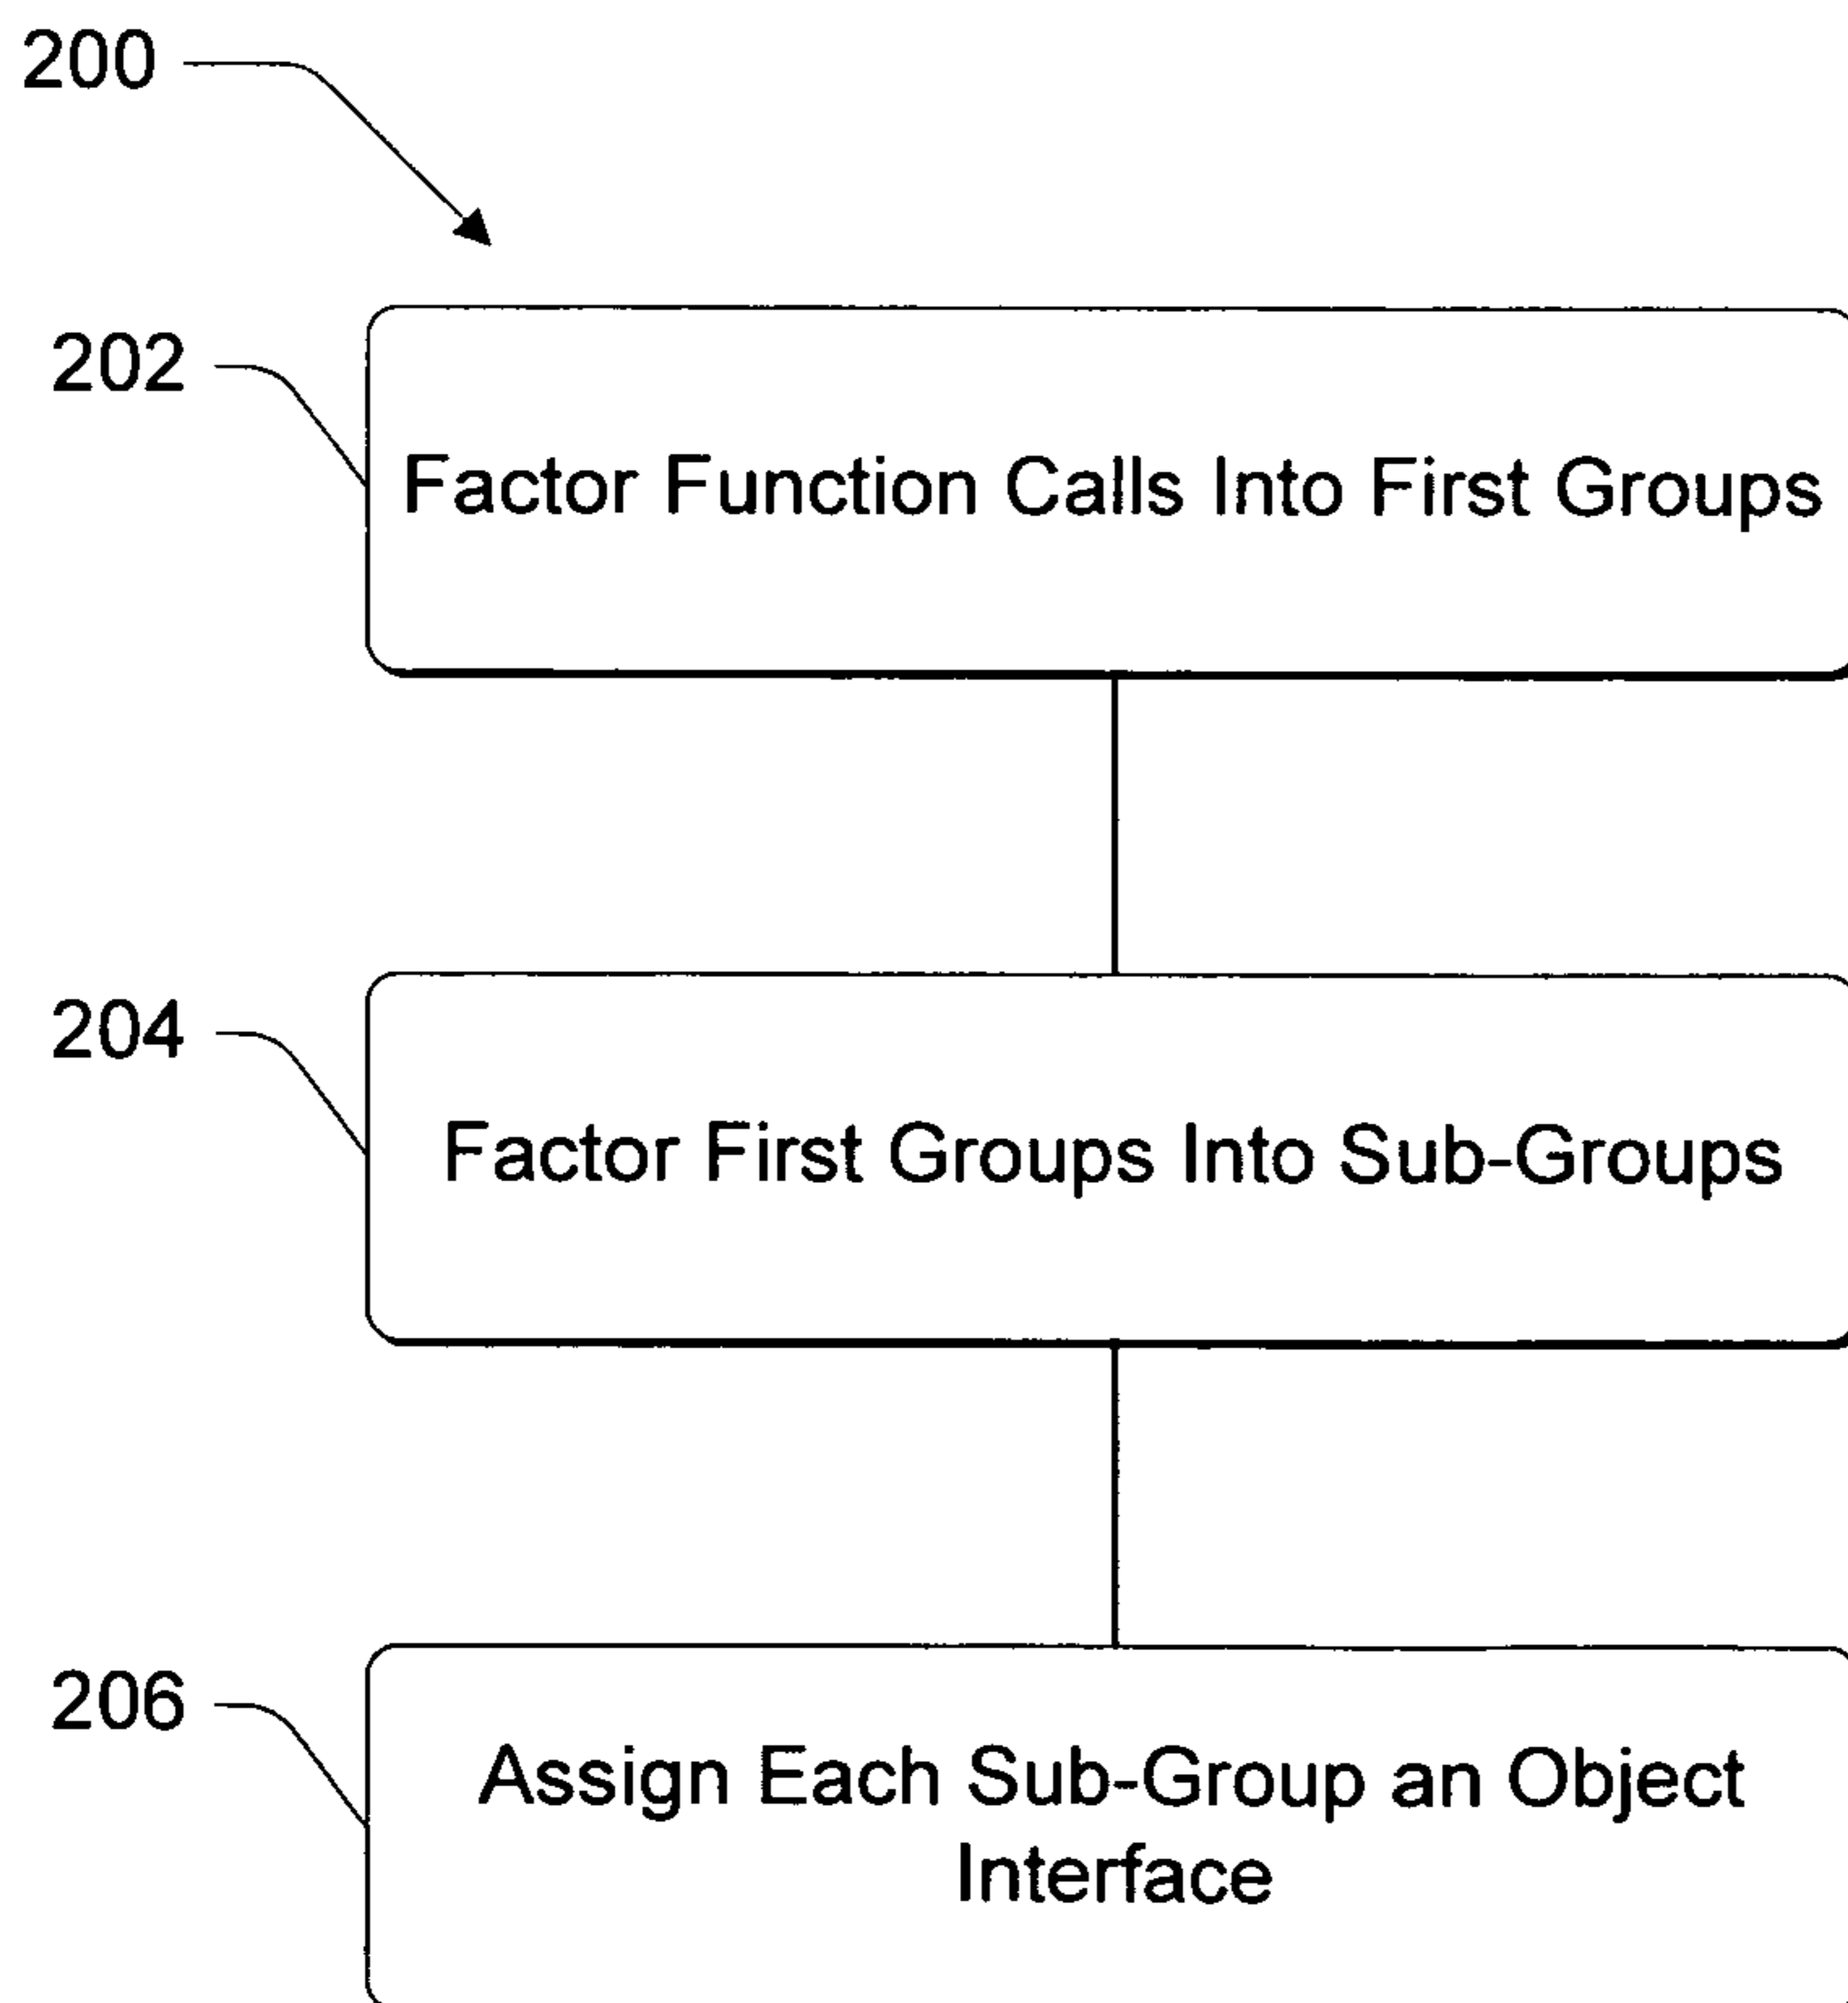 200
202
Factor Function Calls Into First Groups
204
Factor First Groups Into Sub-Groups
206
Assign Each Sub-Group an Object
Interface